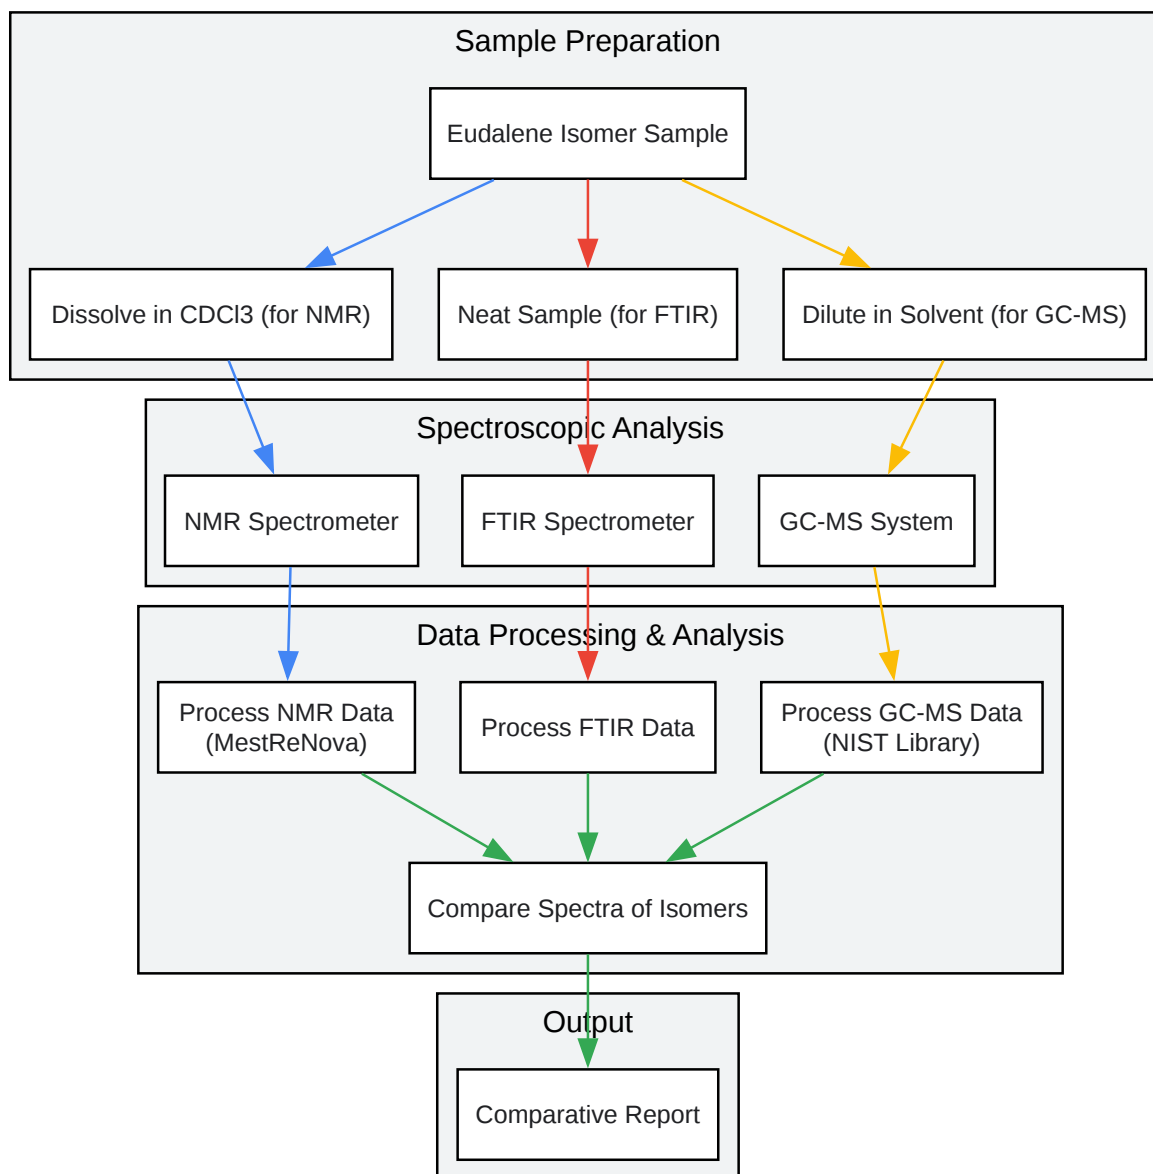 Sample Preparation
Eudalene Isomer Sample
Dissolve in CDCl3 (for NMR)
Neat Sample (for FTIR)
Dilute in Solvent (for GC-MS)
Spectroscopic Analysis
NMR Spectrometer
FTIR Spectrometer
GC-MS System
Data Processing & Analysis
Process NMR Data
(MestReNova)
Process FTIR Data
Process GC-MS Data
(NIST Library)
Compare Spectra of Isomers
Output
Comparative Report